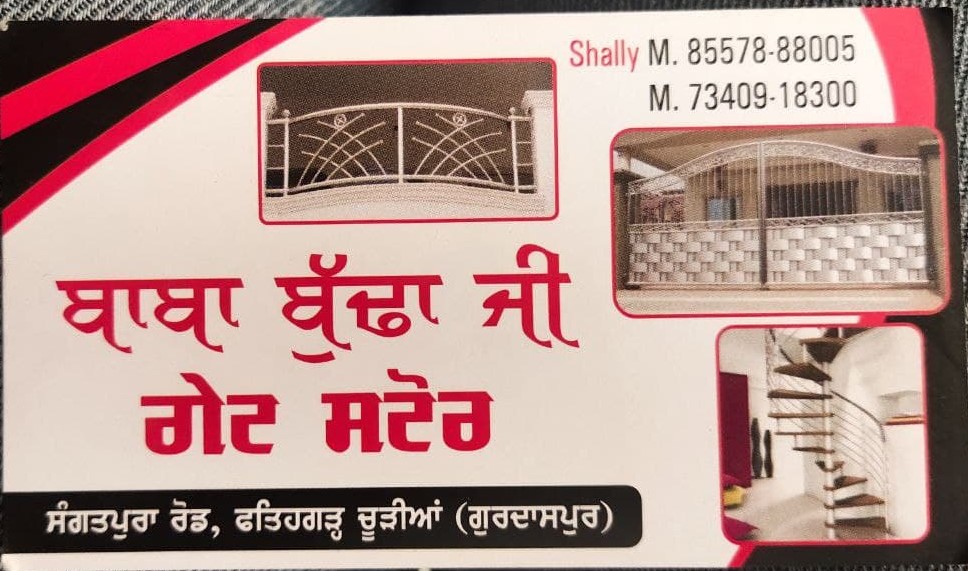 Shally M. 85578-88005
M. 73409-18300
ਬਾਬਾ ਬੁੱਢਾ ਜੀ
ਗੇਟ ਸਟੋਰ
ਸੰਗਤਪੁਰਾ ਰੋਡ, ਫਤਿਹਗੜ੍ਹ ਚੂੜੀਆਂ (ਗੁਰਦਾਸਪੁਰ)